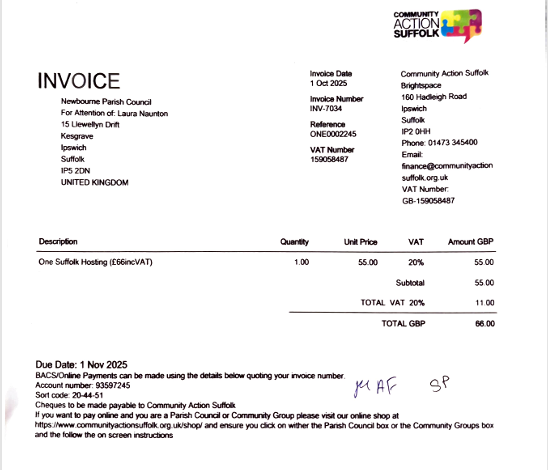 COMMUNITY
ACTION
SUFFOLK
INVOICE
Newbourne Parish Council
For Attention of: Laura Naunton
15 Llewellyn Drift
Kesgrave
Ipswich
Suffolk
IP5 2DN
UNITED KINGDOM
Invoice Date
1 Oct 2025
Invoice Number
INV-7034
Reference
ONE0002245
VAT Number
159058487
Community Action Suffolk
Brightspace
160 Hadleigh Road
Ipswich
Suffolk
IP2 0HH
Phone: 01473 345400
Email:
finance@communityaction
suffolk.org.uk
VAT Number:
GB-159058487
Description Quantity Unit Price VAT Amount GBP
One Suffolk Hosting (£66incVAT) 1.00 55.00 20% 55.00
Subtotal 55.00
TOTAL VAT 20% 11.00
TOTAL GBP 66.00
Due Date: 1 Nov 2025
BACS/Online Payments can be made using the details below quoting your invoice number.
Account number: 93597245
Sort code: 20-44-51
Cheques to be made payable to Community Action Suffolk
If you want to pay online and you are a Parish Council or Community Group please visit our online shop at
https://www.communityactionsuffolk.org.uk/shop/ and ensure you click on wither the Parish Council box or the Community Groups box
and the follow the on screen instructions
AF SP